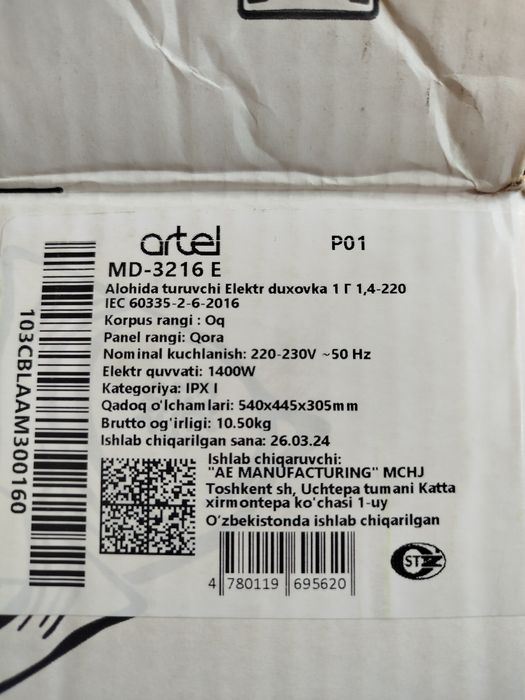 artel
P01
MD-3216 E
Alohida turuvchi Elektr duxovka 1 Г 1,4-220
IEC 60335-2-6-2016
Korpus rangi : Oq
Panel rangi: Qora
Nominal kuchlanish: 220-230V ~50 Hz
Elektr quvvati: 1400W
Kategoriya: IPX I
Qadoq o'lchamlari: 540x445x305mm
Brutto og'irligi: 10.50kg
Ishlab chiqarilgan sana: 26.03.24
Ishlab chiqaruvchi:
"AE MANUFACTURING" MCHJ
Toshkent sh, Uchtepa tumani Katta
xirmontepa ko'chasi 1-uy
O'zbekistonda ishlab chiqarilgan
4 780119 695620
103CBLAAM300160